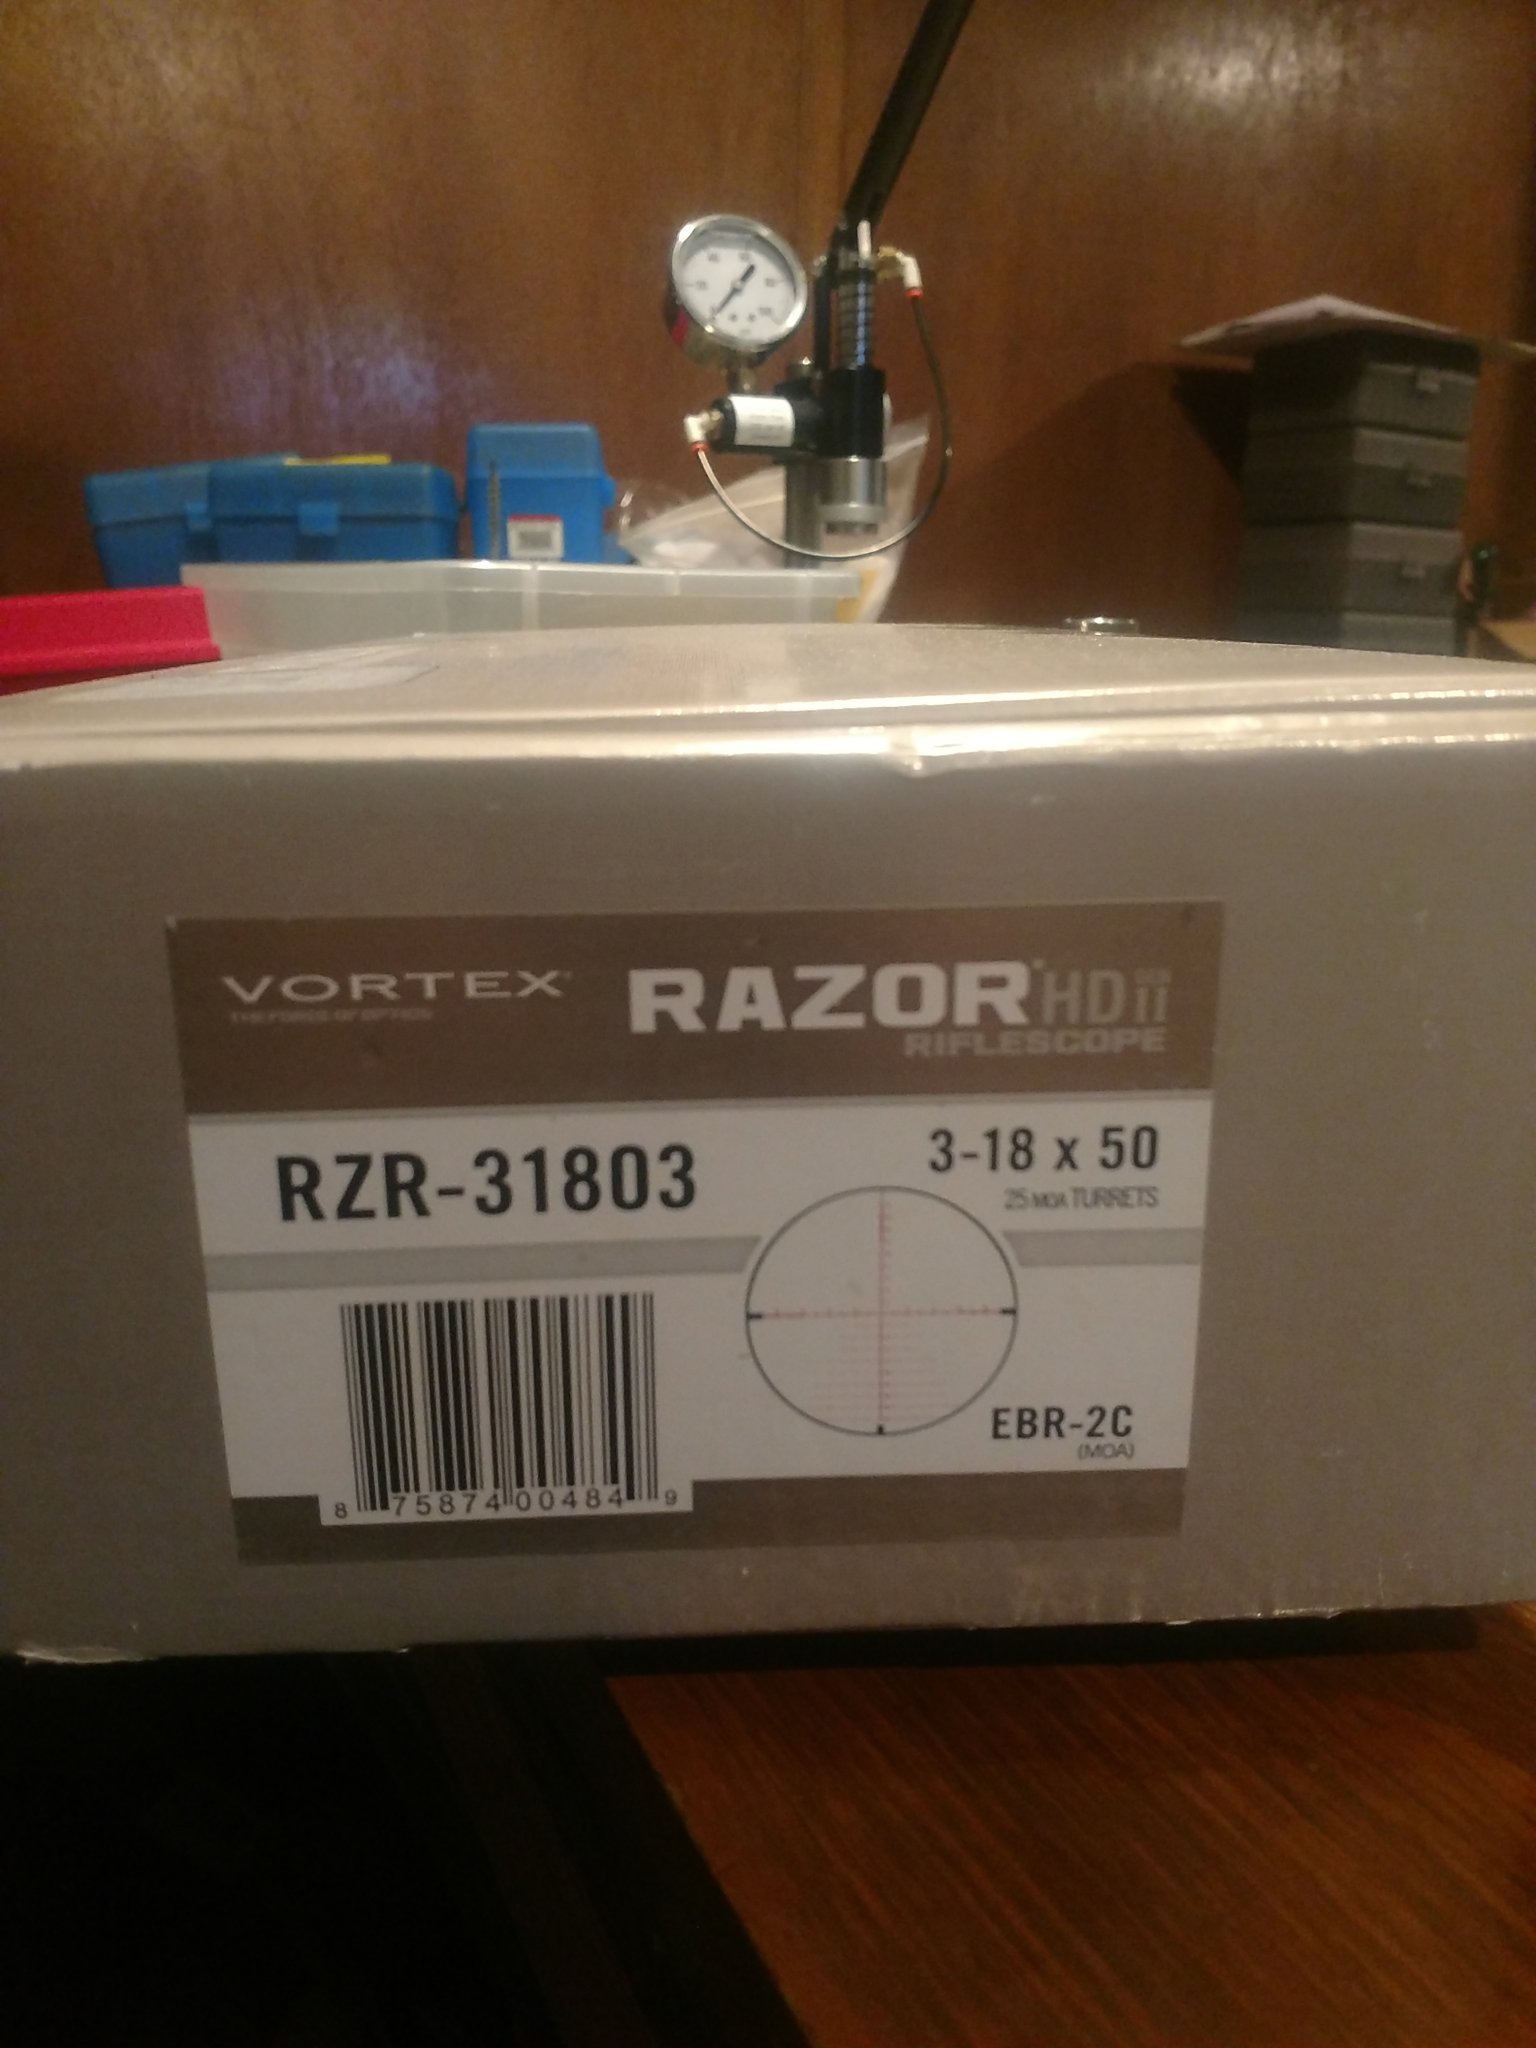 VORTEX®
THE FORCE OF OPTICS
RAZOR® HD GEN II
RIFLESCOPE
RZR-31803
3-18 x 50
25 MOA TURRETS
EBR-2C
(MOA)
8 75874 00484 9